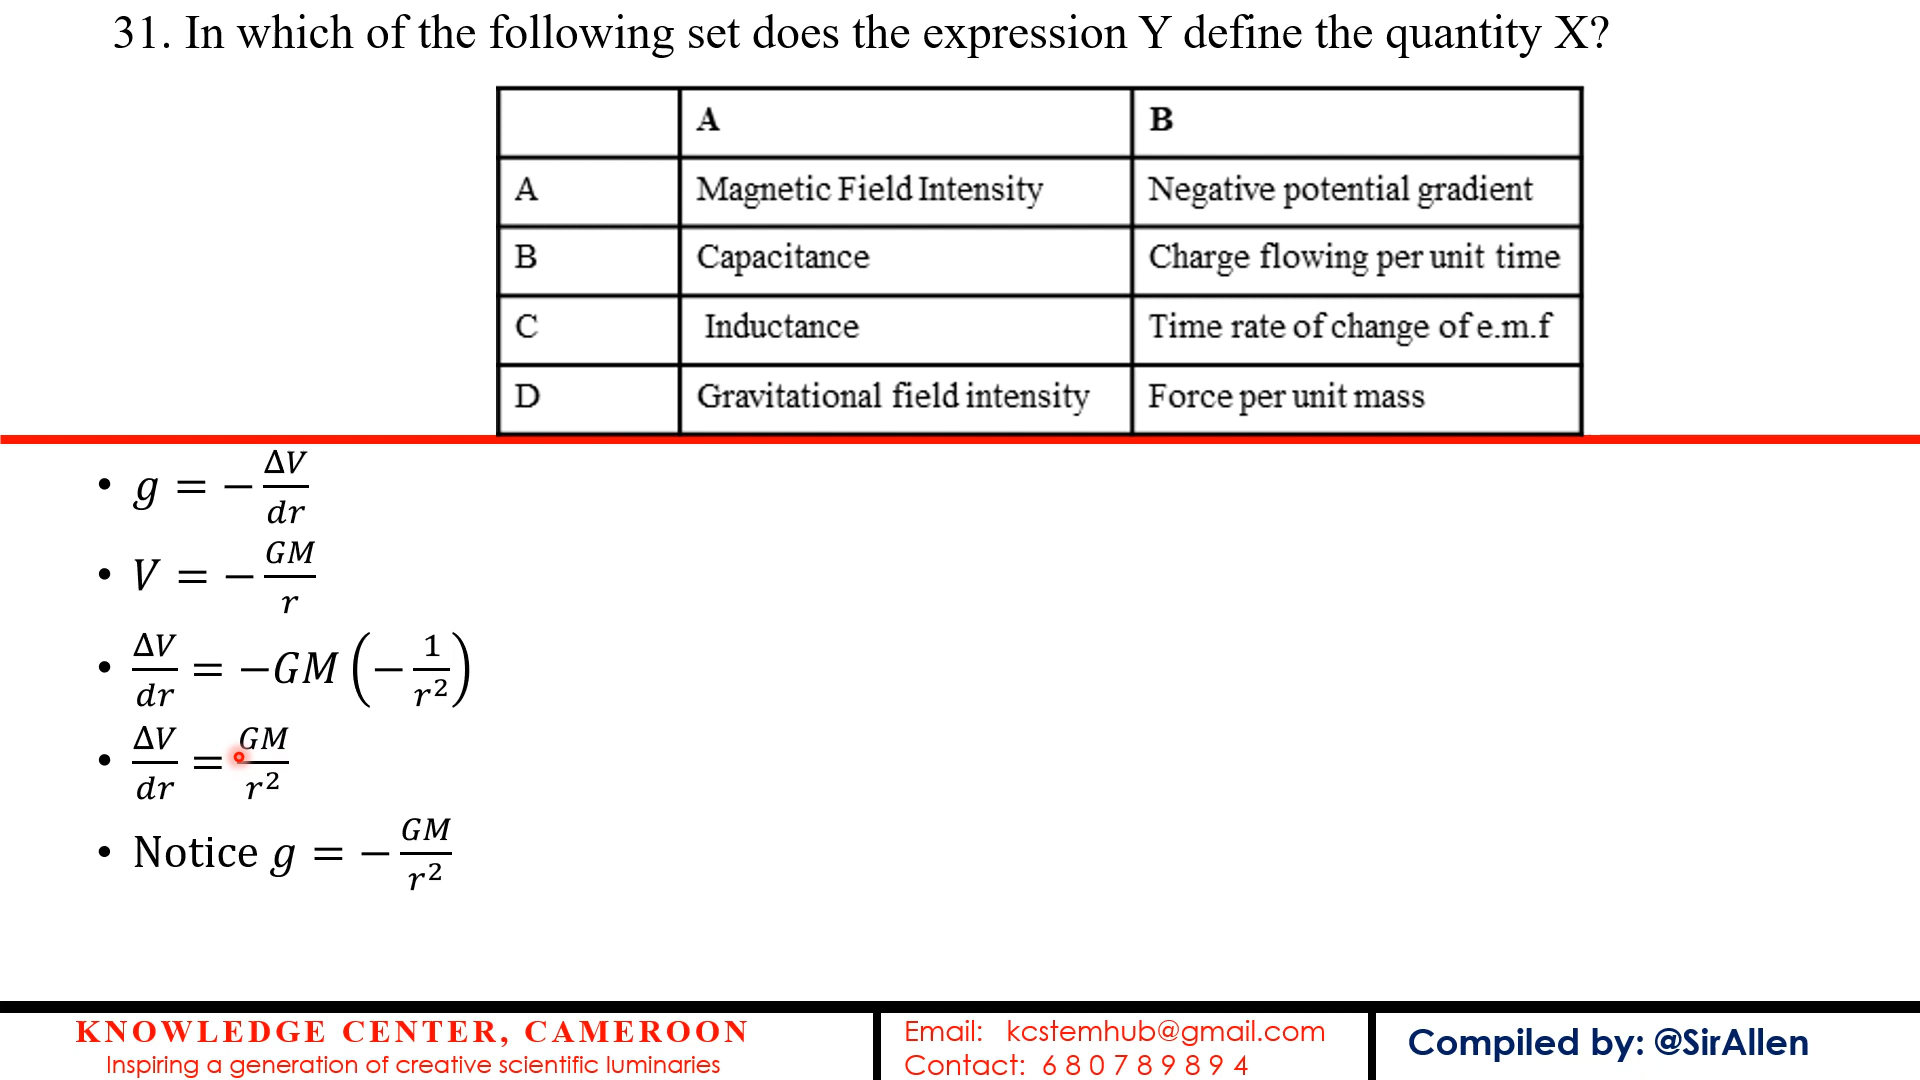 31. In which of the following set does the expression Y define the quantity X?
A B
A Magnetic Field Intensity Negative potential gradient
B Capacitance Charge flowing per unit time
C Inductance Time rate of change of e.m.f
D Gravitational field intensity Force per unit mass
• g = −ΔV/dr
• V = −GM/r
• ΔV/dr = −GM(−1/r²)
• ΔV/dr = GM/r²
• Notice g = −GM/r²
KNOWLEDGE CENTER, CAMEROON
Inspiring a generation of creative scientific luminaries
Email: kcstemhub@gmail.com
Contact: 6 8 0 7 8 9 8 9 4
Compiled by: @SirAllen